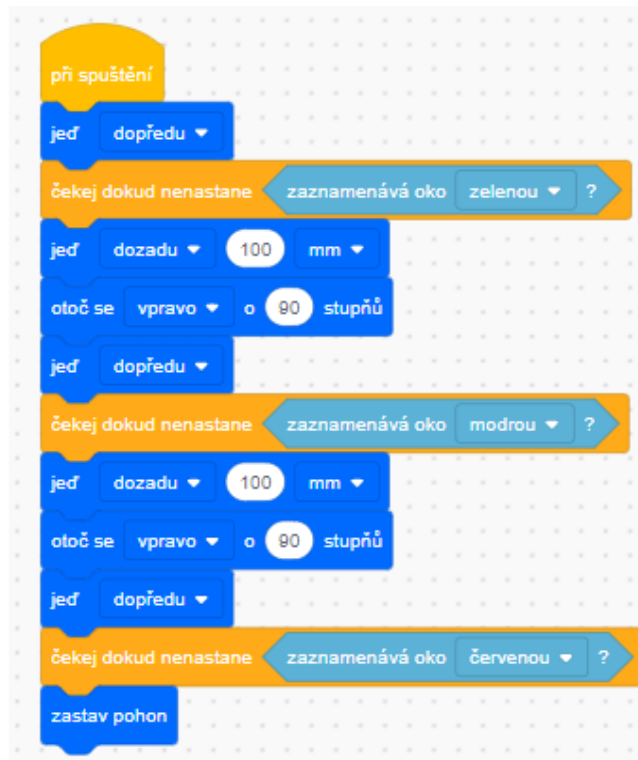 při spuštění
jeď dopředu
čekej dokud nenastane zaznamenává oko zelenou ?
jeď dozadu 100 mm
otoč se vpravo o 90 stupňů
jeď dopředu
čekej dokud nenastane zaznamenává oko modrou ?
jeď dozadu 100 mm
otoč se vpravo o 90 stupňů
jeď dopředu
čekej dokud nenastane zaznamenává oko červenou ?
zastav pohon